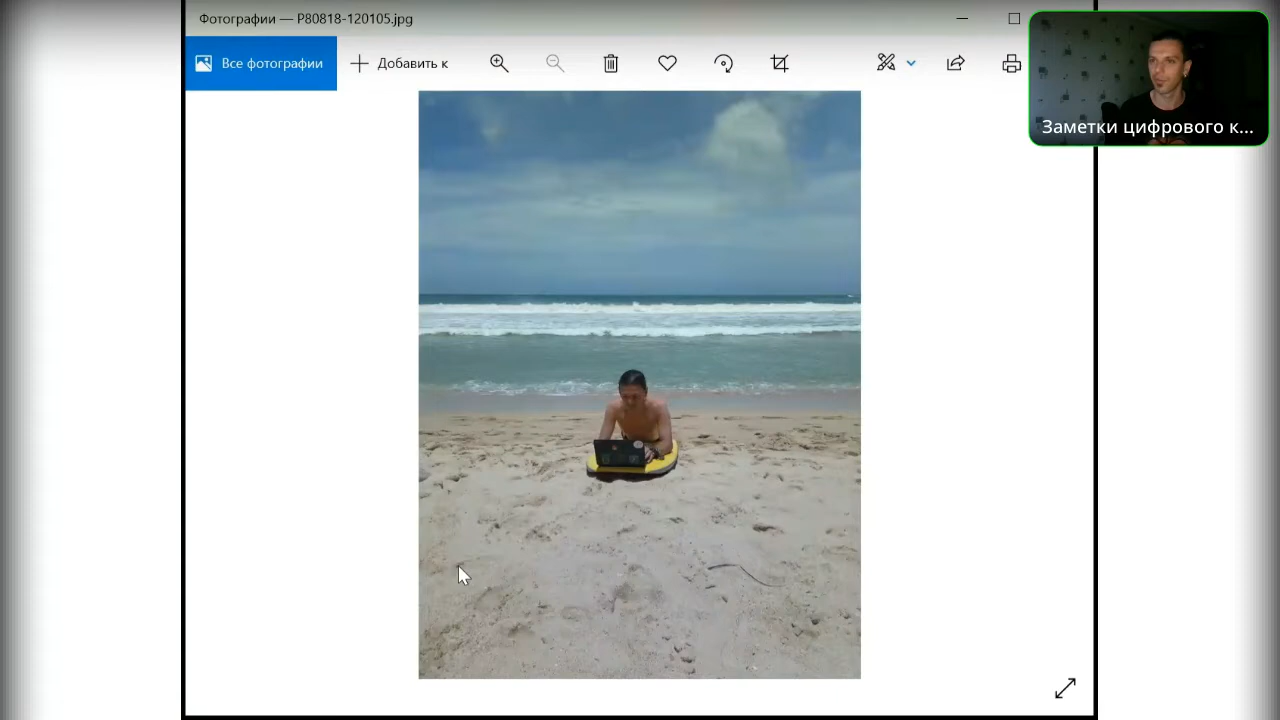 Фотографии — P80818-120105.jpg
Все фотографии
Добавить к
Заметки цифрового к...